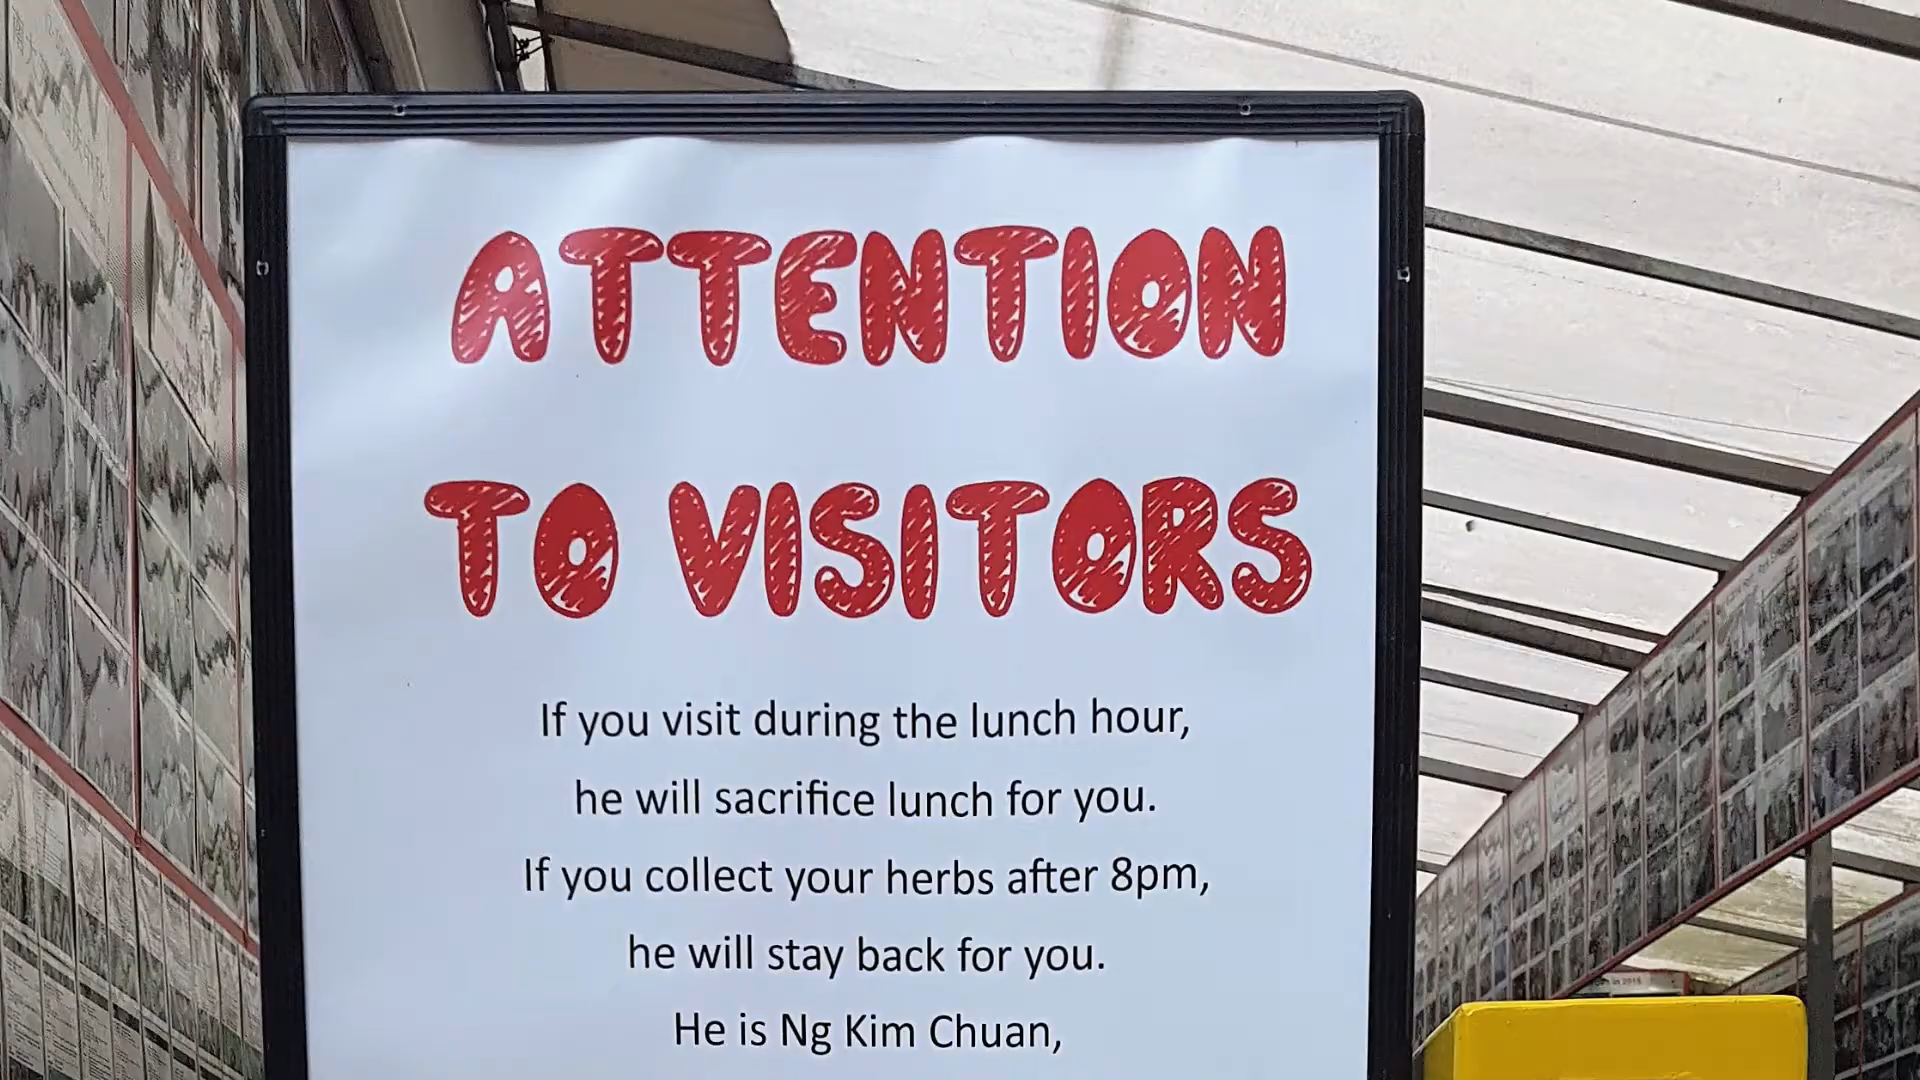 ATTENTION
TO VISITORS
If you visit during the lunch hour,
he will sacrifice lunch for you.
If you collect your herbs after 8pm,
he will stay back for you.
He is Ng Kim Chuan,